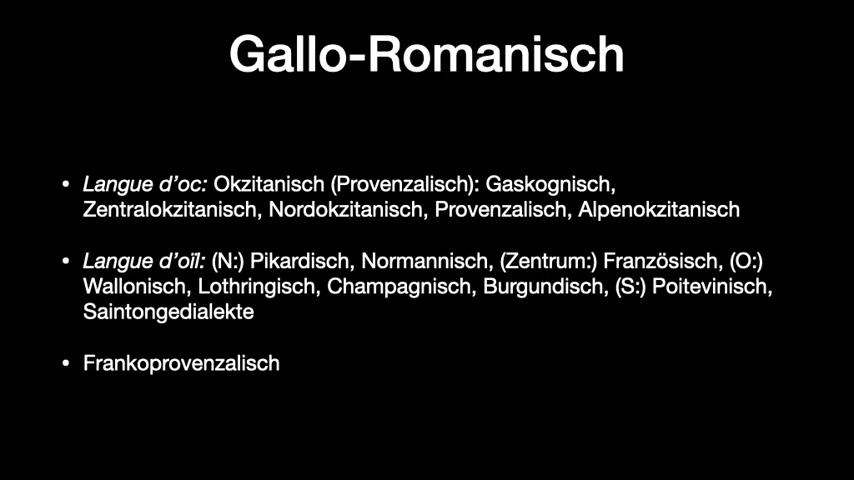 Gallo-Romanisch
• Langue d’oc: Okzitanisch (Provenzalisch): Gaskognisch,
Zentralokzitanisch, Nordokzitanisch, Provenzalisch, Alpenokzitanisch
• Langue d’oïl: (N:) Pikardisch, Normannisch, (Zentrum:) Französisch, (O:)
Wallonisch, Lothringisch, Champagnisch, Burgundisch, (S:) Poitevinisch,
Saintongedialekte
• Frankoprovenzalisch